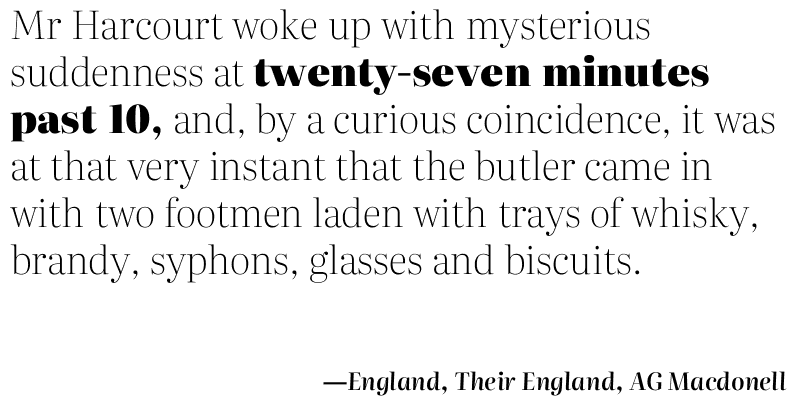 Mr Harcourt woke up with mysterious
suddenness at twenty-seven minutes
past 10, and, by a curious coincidence, it was
at that very instant that the butler came in
with two footmen laden with trays of whisky,
brandy, syphons, glasses and biscuits.
—England, Their England, AG Macdonell